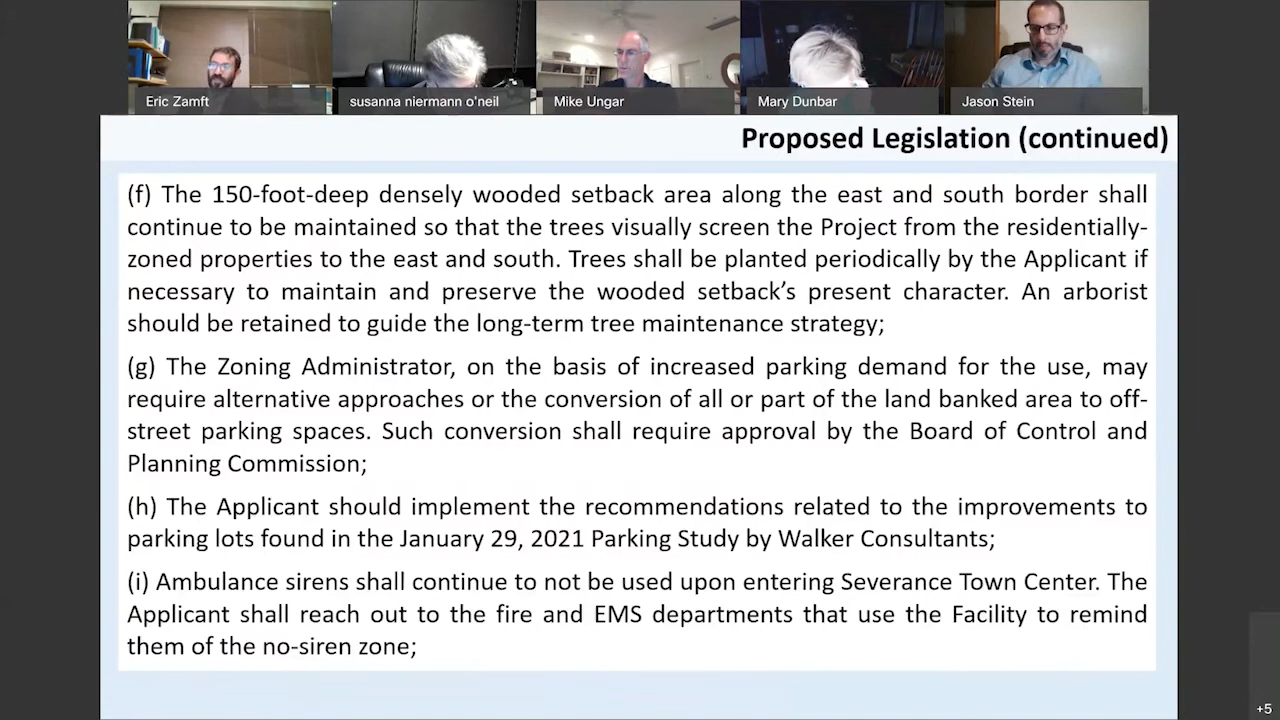 Eric Zamft
susanna niermann o'neil
Mike Ungar
Mary Dunbar
Jason Stein
Proposed Legislation (continued)
(f) The 150-foot-deep densely wooded setback area along the east and south border shall
continue to be maintained so that the trees visually screen the Project from the residentially-
zoned properties to the east and south. Trees shall be planted periodically by the Applicant if
necessary to maintain and preserve the wooded setback's present character. An arborist
should be retained to guide the long-term tree maintenance strategy;
(g) The Zoning Administrator, on the basis of increased parking demand for the use, may
require alternative approaches or the conversion of all or part of the land banked area to off-
street parking spaces. Such conversion shall require approval by the Board of Control and
Planning Commission;
(h) The Applicant should implement the recommendations related to the improvements to
parking lots found in the January 29, 2021 Parking Study by Walker Consultants;
(i) Ambulance sirens shall continue to not be used upon entering Severance Town Center. The
Applicant shall reach out to the fire and EMS departments that use the Facility to remind
them of the no-siren zone;
+5